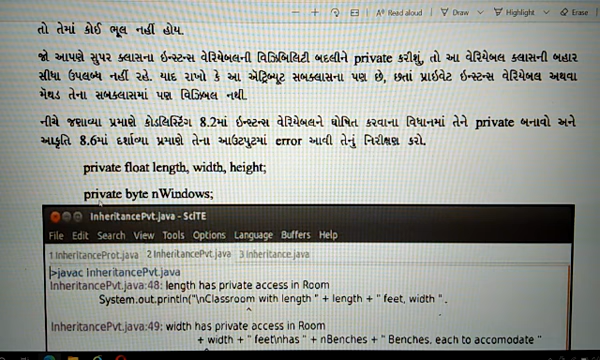 Read aloud Draw Highlight Erase
તો તેમાં કોઈ ભૂલ નહીં હોય.
જો આપણે સુપર ક્લાસના ઇન્સ્ટન્સ વેરિયેબલની વિઝિબિલિટી બદલીને private કરીશું, તો આ વેરિયેબલ ક્લાસની બહાર
સીધા ઉપલબ્ધ નહીં રહે. યાદ રાખો કે આ ઍટ્રિબ્યૂટ સબક્લાસના પણ છે, છતાં પ્રાઇવેટ ઇન્સ્ટન્સ વેરિયેબલ અથવા
મેથડ તેના સબક્લાસમાં પણ વિઝિબલ નથી.
નીચે જણાવ્યા પ્રમાણે કોડલિસ્ટિંગ 8.2માં ઇન્સ્ટન્સ વેરિયેબલને ઘોષિત કરવાના વિધાનમાં તેને private બનાવો અને
આકૃતિ 8.6માં દર્શાવ્યા પ્રમાણે તેના આઉટપુટમાં error આવી તેનું નિરીક્ષણ કરો.
private float length, width, height;
private byte nWindows;
InheritancePvt.java - SciTE
File Edit Search View Tools Options Language Buffers Help
1 InheritanceProt.java 2 InheritancePvt.java 3 Inheritance.java
>javac InheritancePvt.java
InheritancePvt.java:48: length has private access in Room
System.out.println("\nClassroom with length " + length + " feet, width " .
^
InheritancePvt.java:49: width has private access in Room
+ width + " feet\nhas " + nBenches + " Benches, each to accomodate "
^